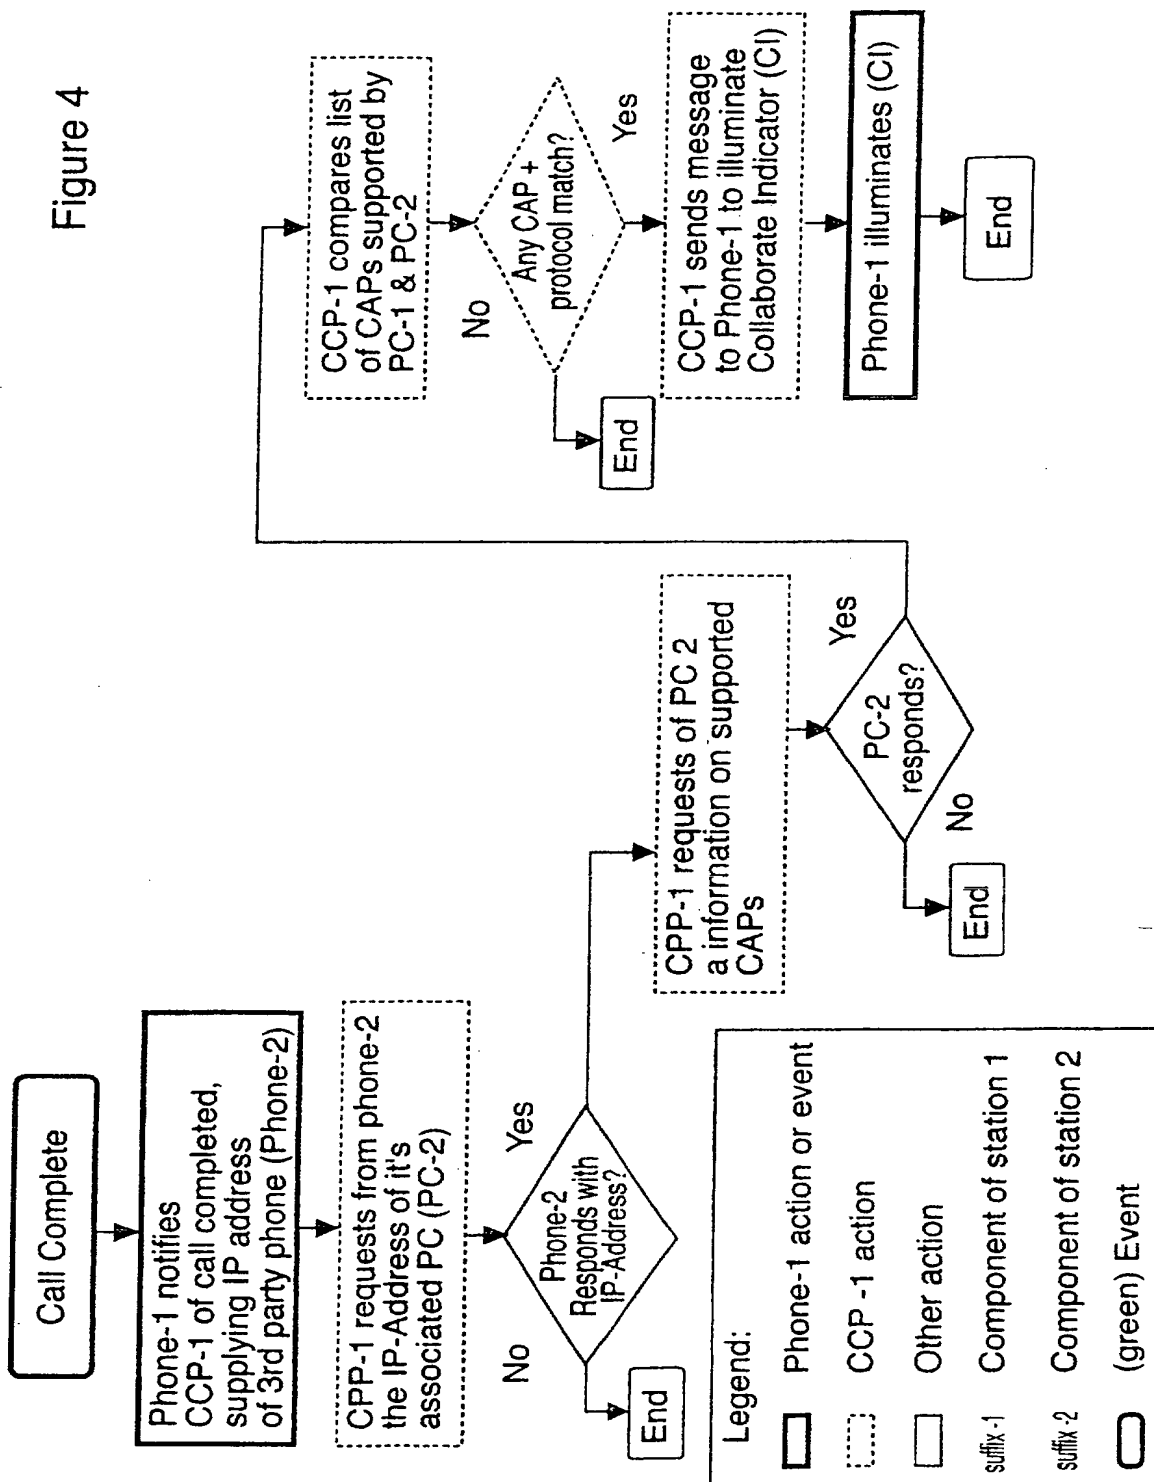 Figure 4
Call Complete
Phone-1 notifies
CCP-1 of call completed,
supplying IP address
of 3rd party phone (Phone-2)
CPP-1 requests from phone-2
the IP-Address of it's
associated PC (PC-2)
Phone-2
Responds with
IP-Address?
No
Yes
End
CPP-1 requests of PC 2
a information on supported
CAPs
PC-2
responds?
Yes
No
End
CCP-1 compares list
of CAPs supported by
PC-1 & PC-2
Any CAP +
protocol match?
No
Yes
End
CCP-1 sends message
to Phone-1 to illuminate
Collaborate Indicator (CI)
Phone-1 illuminates (CI)
End
Legend:
Phone-1 action or event
CCP -1 action
Other action
suffix -1 Component of station 1
suffix -2 Component of station 2
(green) Event